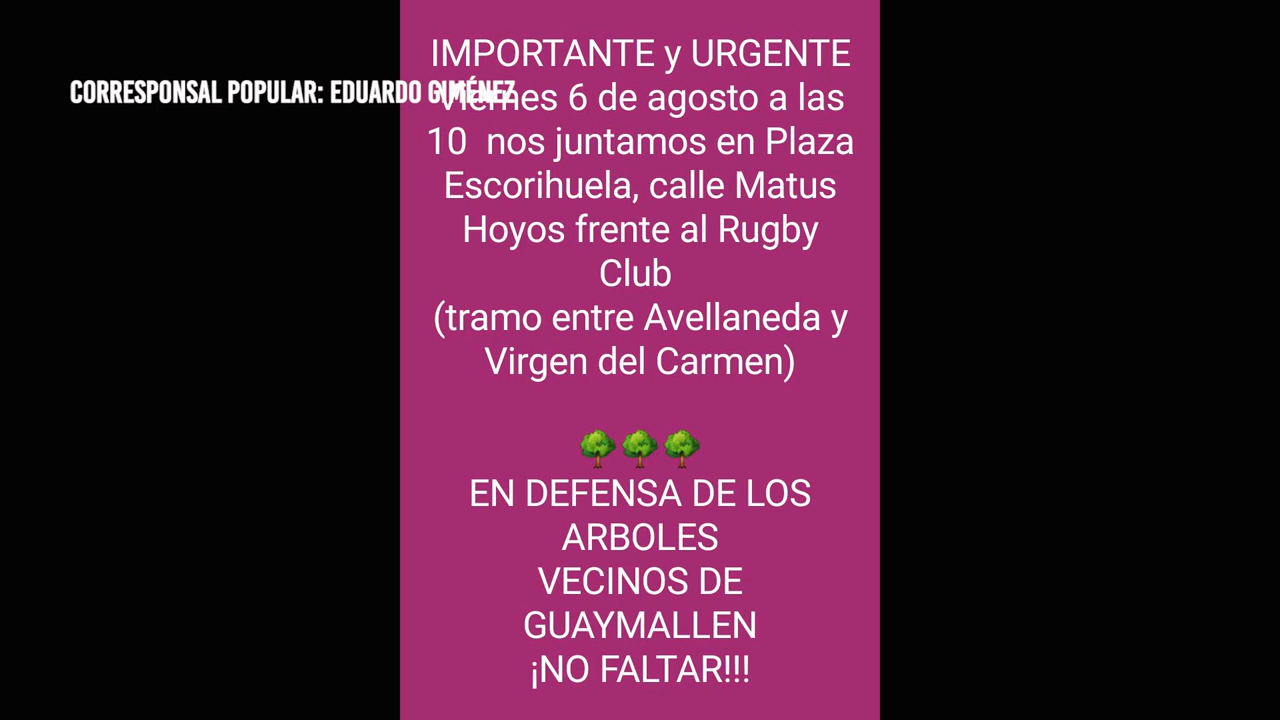 IMPORTANTE y URGENTE
CORRESPONSAL POPULAR: EDUARDO GIMÉNEZ
Viernes 6 de agosto a las
10 nos juntamos en Plaza
Escorihuela, calle Matus
Hoyos frente al Rugby
Club
(tramo entre Avellaneda y
Virgen del Carmen)
🌳🌳🌳
EN DEFENSA DE LOS
ARBOLES
VECINOS DE
GUAYMALLEN
¡NO FALTAR!!!